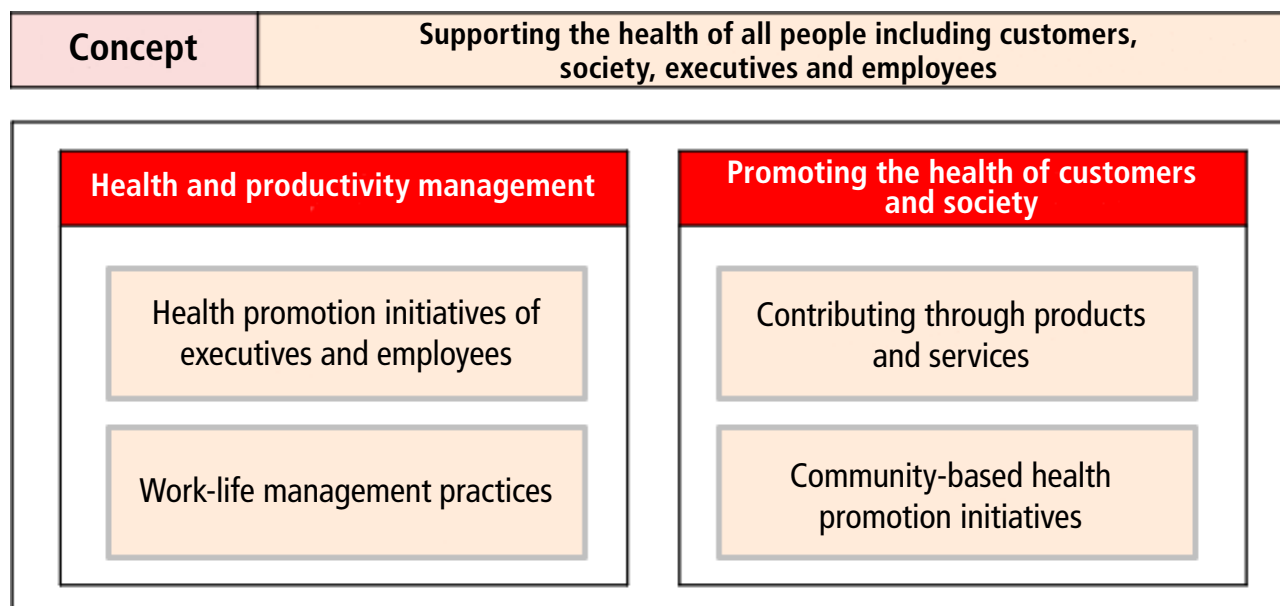 Concept
Supporting the health of all people including customers,
society, executives and employees
Health and productivity management
Health promotion initiatives of
executives and employees
Work-life management practices
Promoting the health of customers
and society
Contributing through products
and services
Community-based health
promotion initiatives